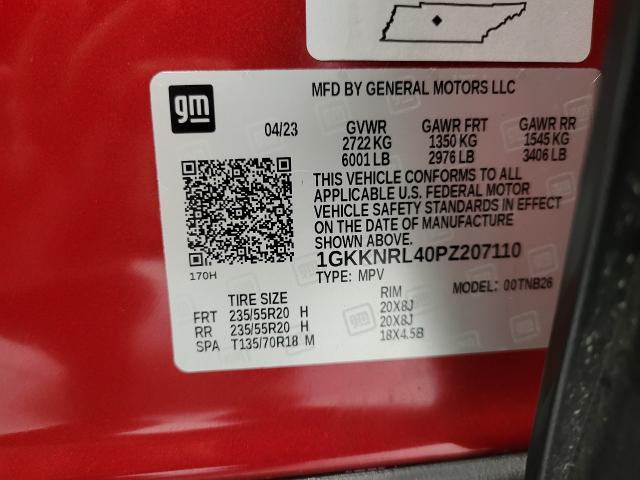 gm
MFD BY GENERAL MOTORS LLC
04/23 GVWR GAWR FRT GAWR RR
2722 KG 1350 KG 1545 KG
6001 LB 2976 LB 3406 LB
THIS VEHICLE CONFORMS TO ALL
APPLICABLE U.S. FEDERAL MOTOR
VEHICLE SAFETY STANDARDS IN EFFECT
ON THE DATE OF MANUFACTURE
SHOWN ABOVE.
1GKKNRL40PZ207110
170H
TYPE: MPV
MODEL: 00TNB26
TIRE SIZE RIM
FRT 235/55R20 H 20X8J
RR 235/55R20 H 20X8J
SPA T135/70R18 M 18X4.5B